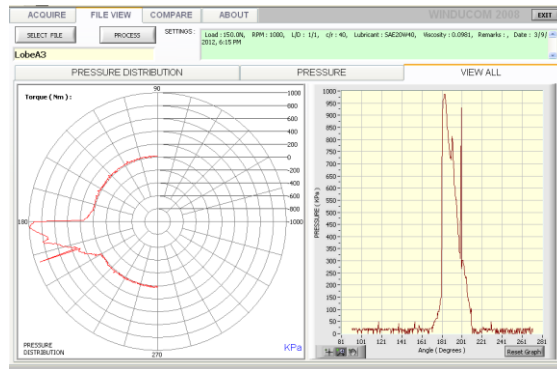 ACQUIRE FILE VIEW COMPARE ABOUT WINDUCOM 2008 EXIT
SELECT FILE PROCESS SETTINGS: Load : 150.0N, RPM : 1000, L/D : 1/1, c/r : 40, Lubricant : SAE20W40, Viscosity : 0.0981, Remarks : , Date : 3/9/
2012, 6:15 PM
LobeA3
PRESSURE DISTRIBUTION PRESSURE VIEW ALL
Torque ( Nm ) :
90
1000
800
600
400
200
0
-200
-400
-600
-800
-1000
180
0
270
PRESSURE
DISTRIBUTION
KPa
PRESSURE ( KPa )
1000
950
900
850
800
750
700
650
600
550
500
450
400
350
300
250
200
150
100
50
0
81 101 121 141 161 181 201 221 241 261 281
Angle ( Degrees )
Reset Graph